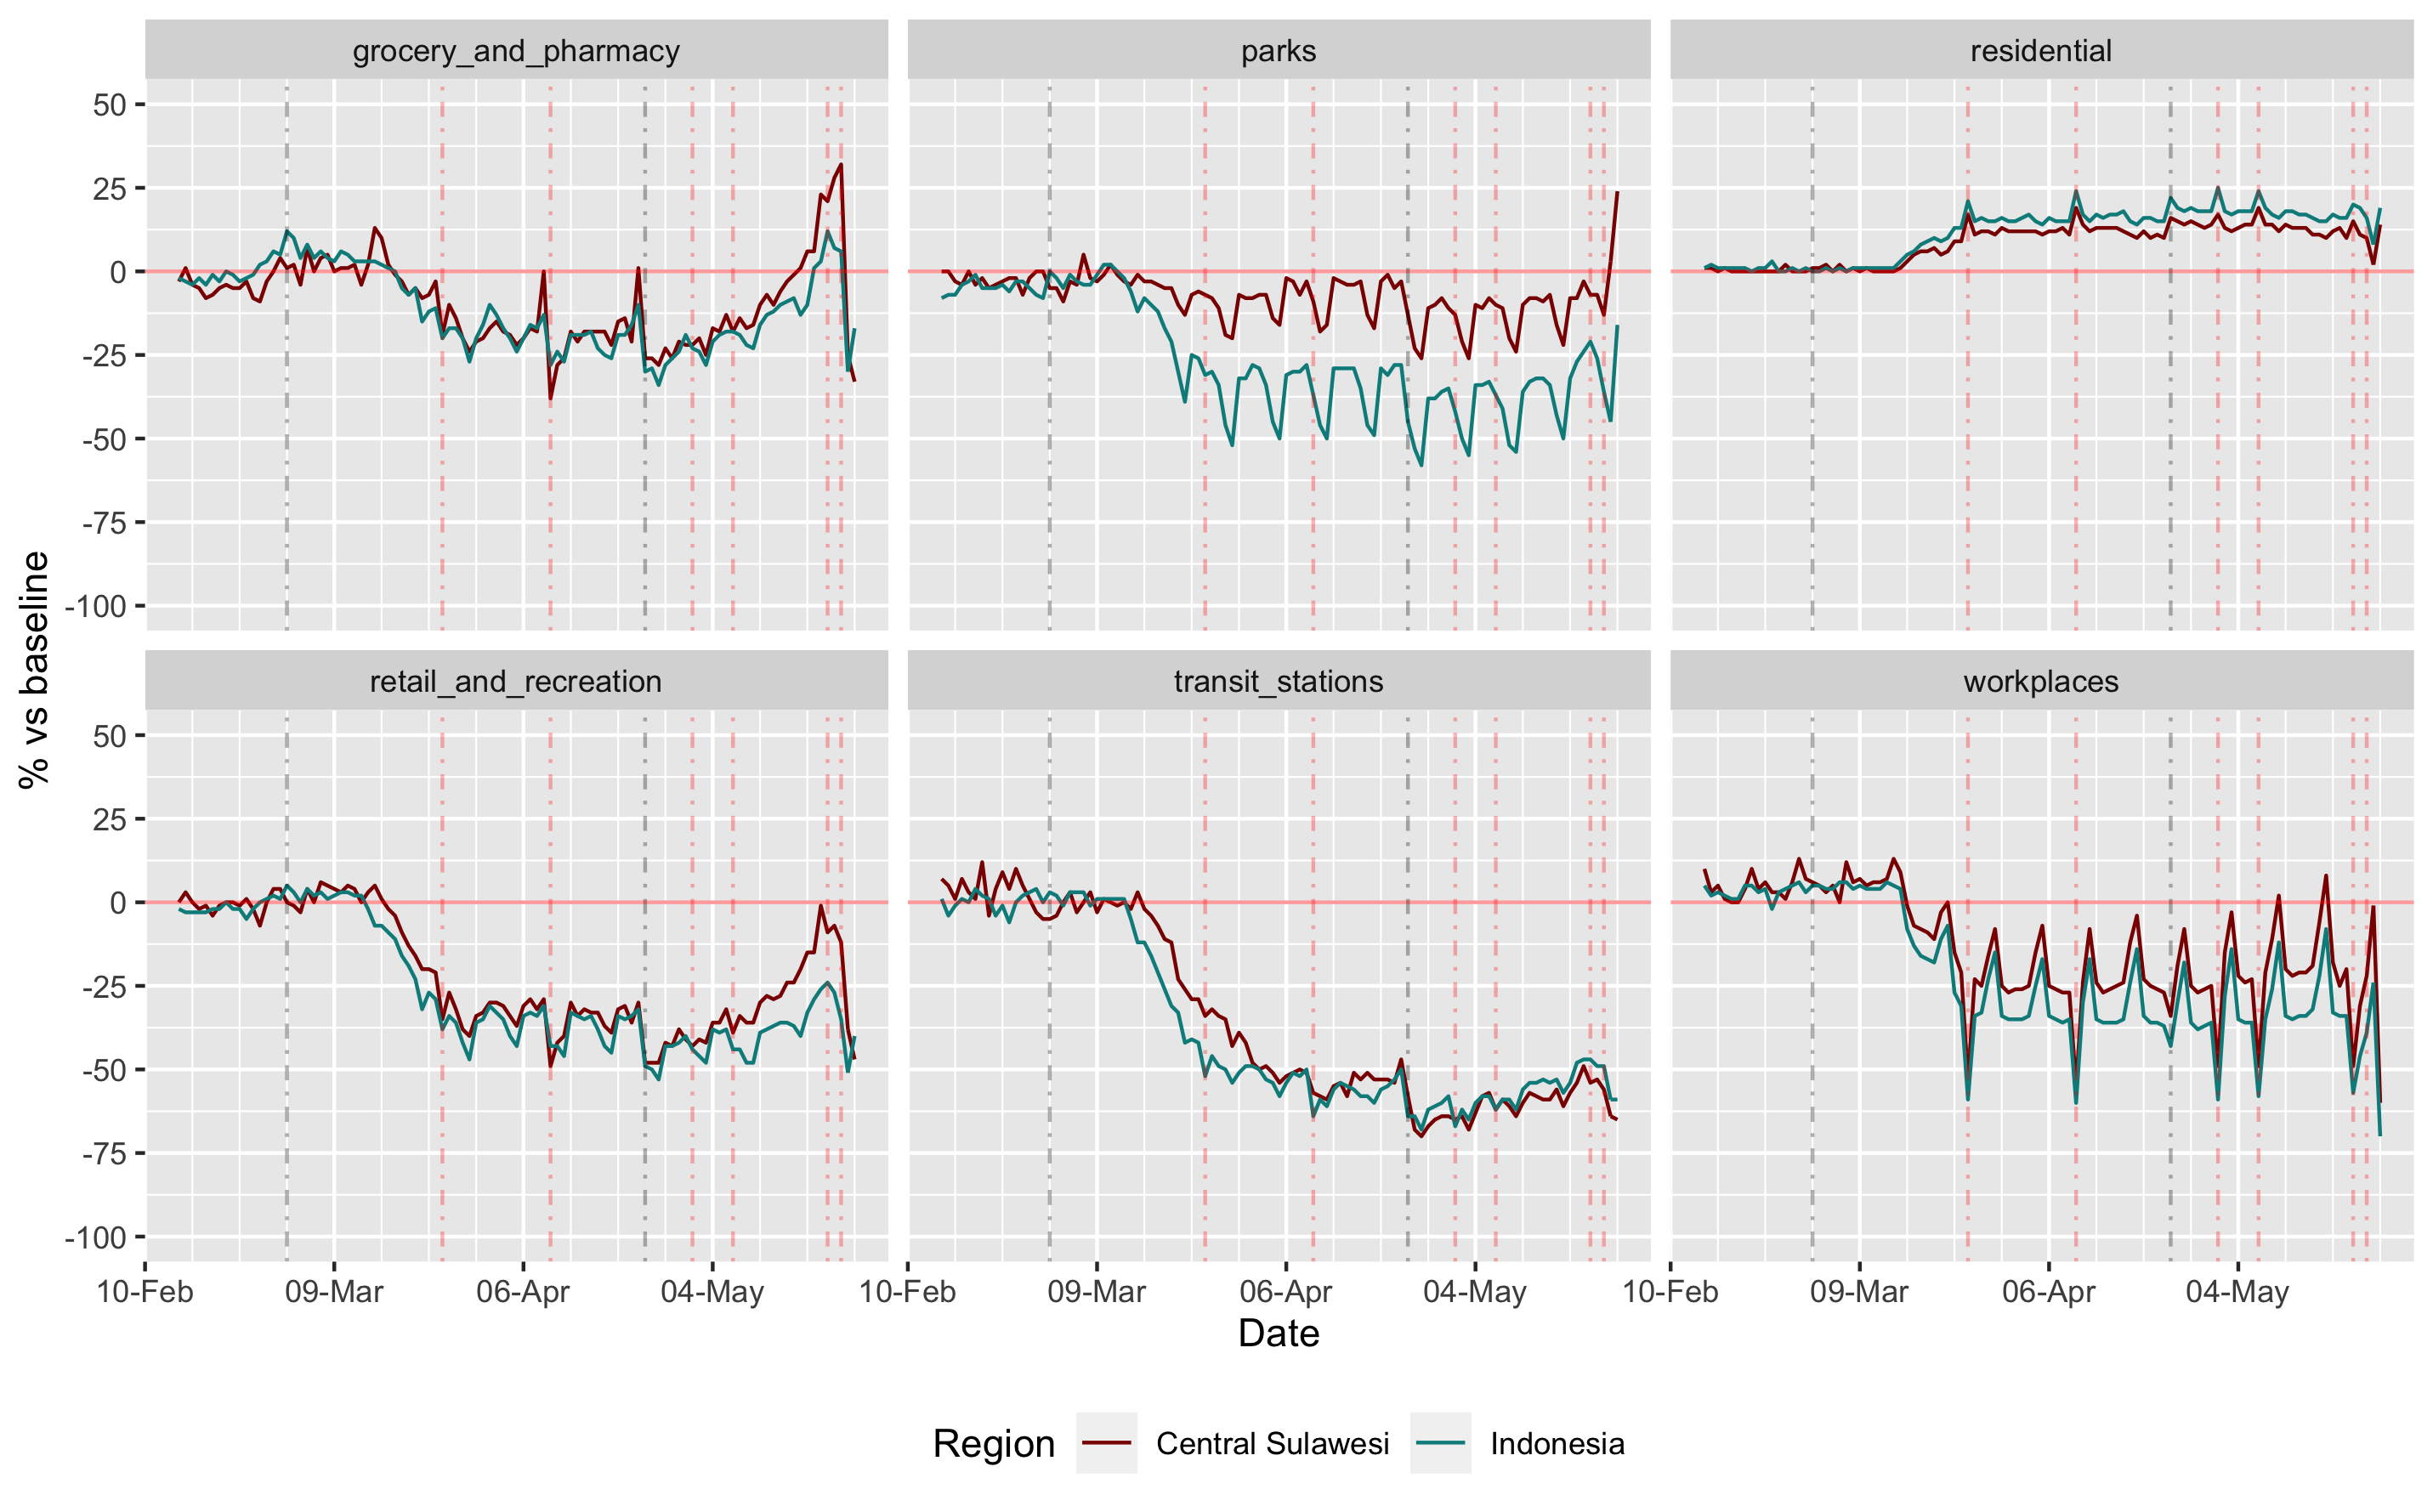 grocery_and_pharmacy
parks
residential
50
25
0
-25
-50
-75
-100
retail_and_recreation
transit_stations
workplaces
50
25
0
-25
-50
-75
-100
% vs baseline
10-Feb 09-Mar 06-Apr 04-May
10-Feb 09-Mar 06-Apr 04-May
10-Feb 09-Mar 06-Apr 04-May
Date
Region Central Sulawesi Indonesia